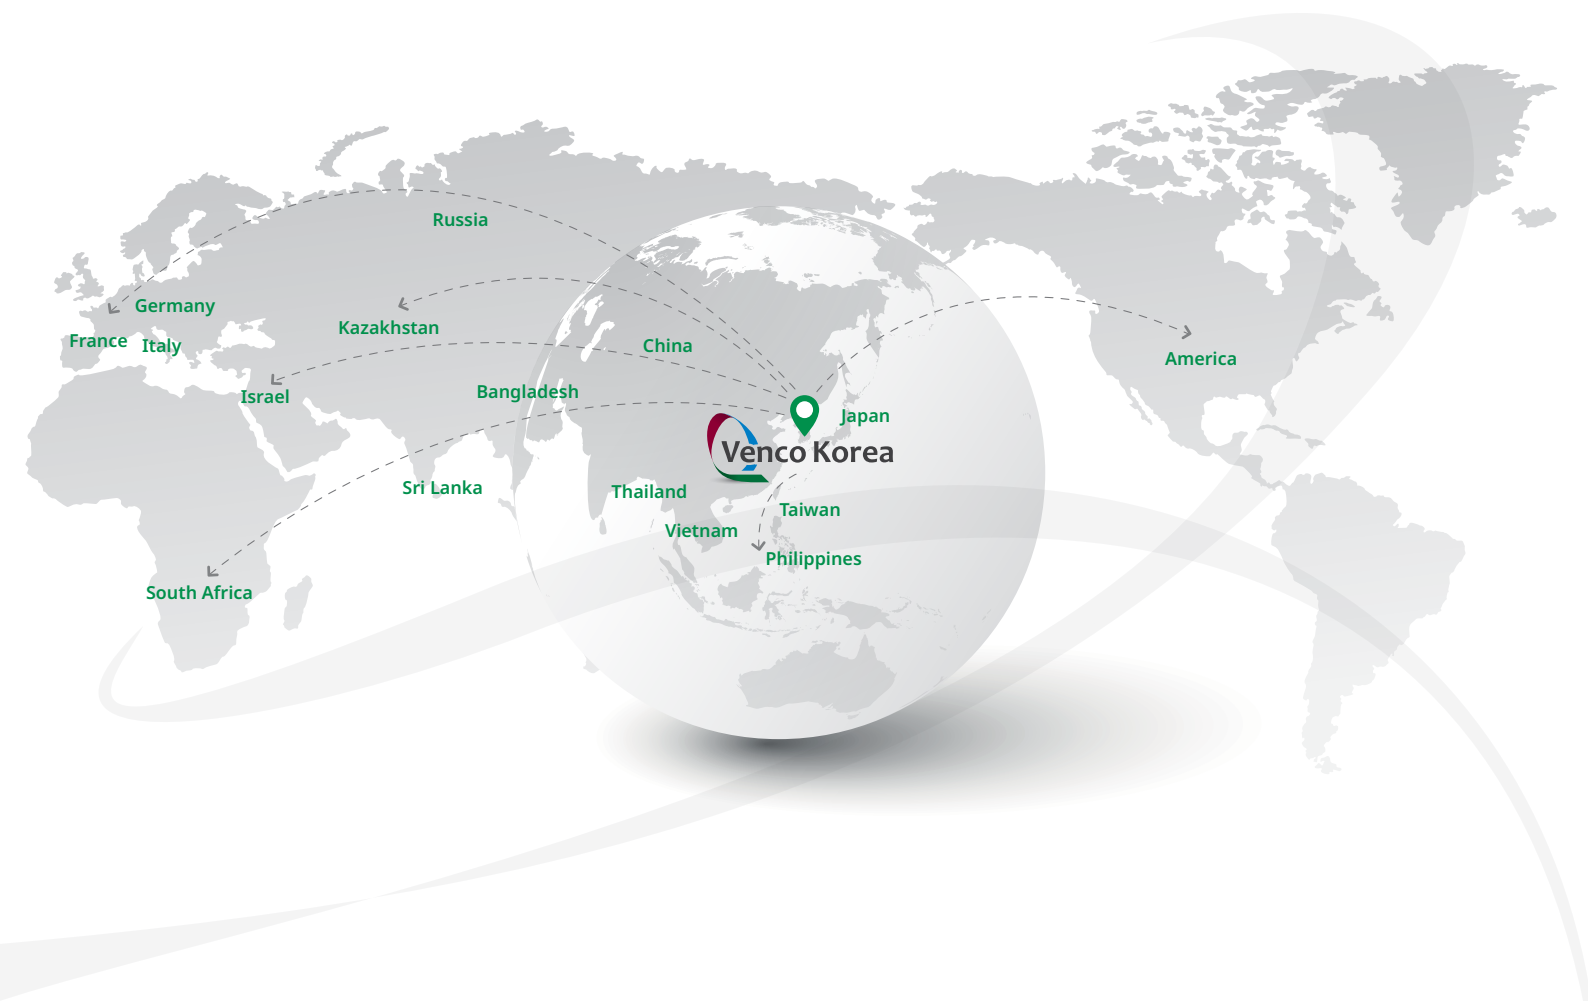 Russia
Germany
Kazakhstan
France
Italy
China
America
Israel
Bangladesh
Japan
Venco Korea
Sri Lanka
Thailand
Taiwan
Vietnam
Philippines
South Africa